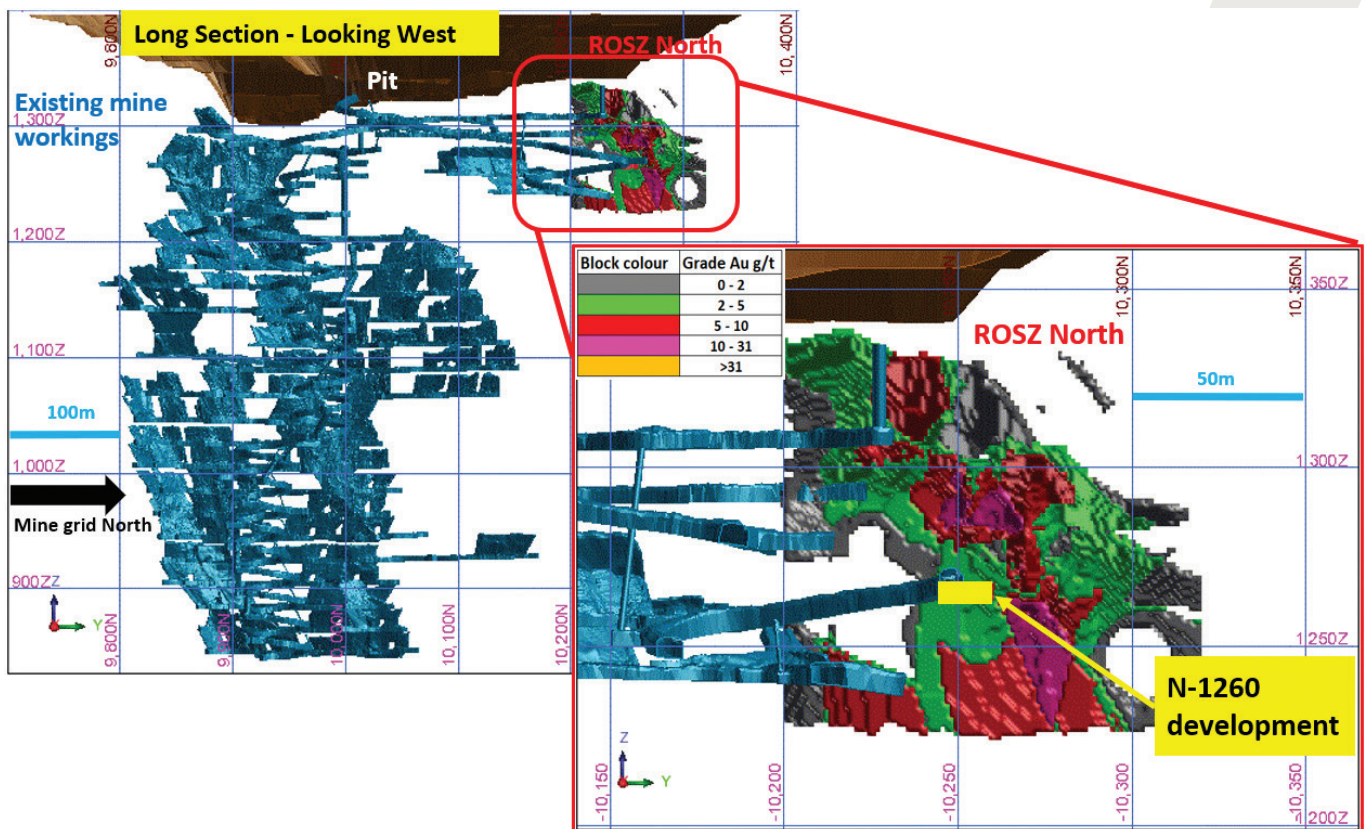 Long Section - Looking West
9,800N
10,400N
ROSZ North
Pit
Existing mine
workings
1,300Z
1,200Z
1,100Z
100m
1,000Z
Mine grid North
900Z
Z
Y
9,800N
9,900N
10,000N
10,100N
10,200N
Block colour Grade Au g/t
0 - 2
2 - 5
5 - 10
10 - 31
>31
10,300N
10,350N
350Z
ROSZ North
50m
1,300Z
1,250Z
N-1260
development
Z
Y
10,150
10,200
10,250
10,300
10,350
200Z